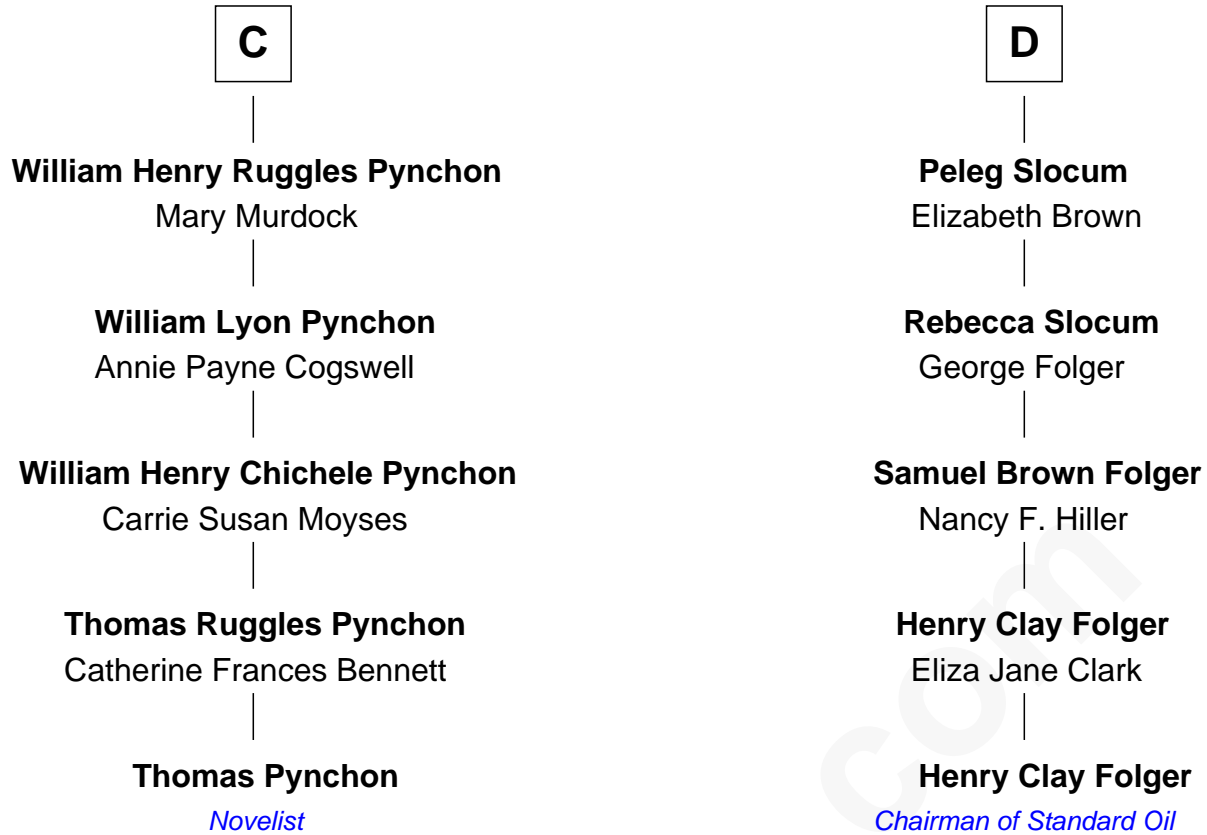 C
William Henry Ruggles Pynchon
Mary Murdock
William Lyon Pynchon
Annie Payne Cogswell
William Henry Chichele Pynchon
Carrie Susan Moyses
Thomas Ruggles Pynchon
Catherine Frances Bennett
Thomas Pynchon
Novelist
D
Peleg Slocum
Elizabeth Brown
Rebecca Slocum
George Folger
Samuel Brown Folger
Nancy F. Hiller
Henry Clay Folger
Eliza Jane Clark
Henry Clay Folger
Chairman of Standard Oil
com